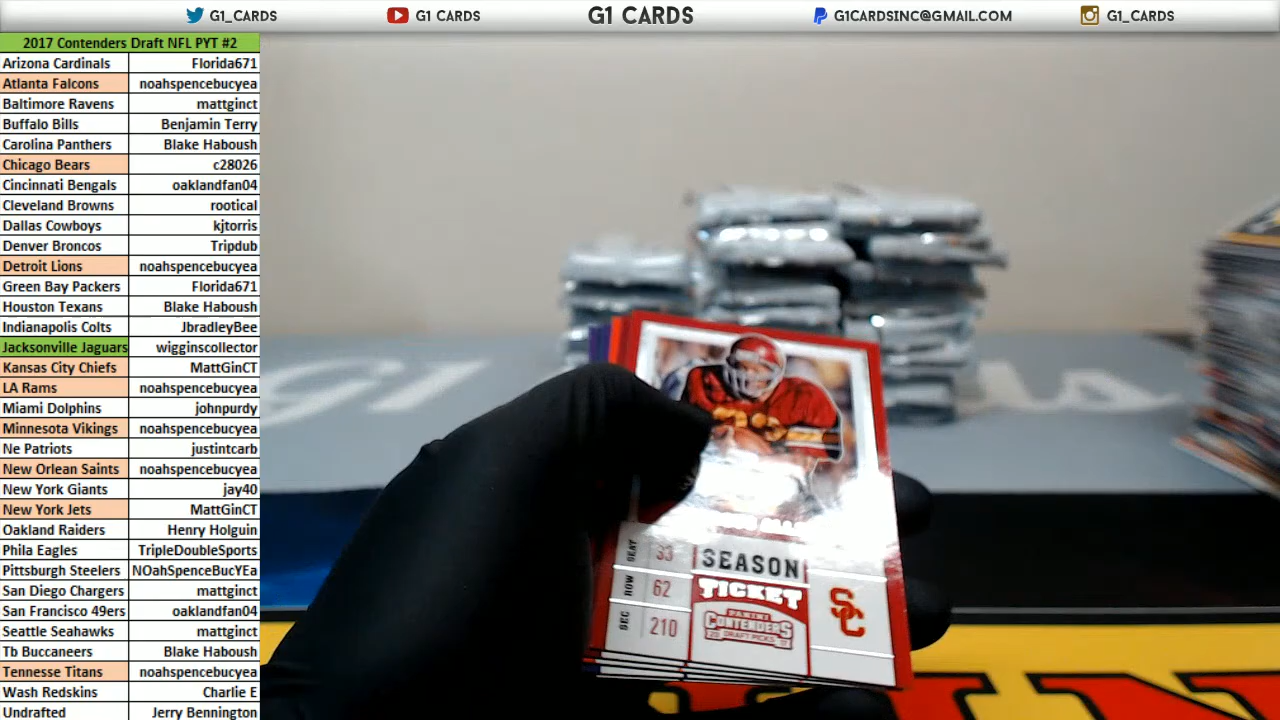 G1_CARDS G1 CARDS G1 CARDS G1CARDSINC@GMAIL.COM G1_CARDS
2017 Contenders Draft NFL PYT #2
Arizona Cardinals Florida671
Atlanta Falcons noahspencebucyea
Baltimore Ravens mattginct
Buffalo Bills Benjamin Terry
Carolina Panthers Blake Haboush
Chicago Bears c28026
Cincinnati Bengals oaklandfan04
Cleveland Browns rootical
Dallas Cowboys kjtorris
Denver Broncos Tripdub
Detroit Lions noahspencebucyea
Green Bay Packers Florida671
Houston Texans Blake Haboush
Indianapolis Colts JbradleyBee
Jacksonville Jaguars wigginscollector
Kansas City Chiefs MattGinCT
LA Rams noahspencebucyea
Miami Dolphins johnpurdy
Minnesota Vikings noahspencebucyea
Ne Patriots justintcarb
New Orlean Saints noahspencebucyea
New York Giants jay40
New York Jets MattGinCT
Oakland Raiders Henry Holguin
Phila Eagles TripleDoubleSports
Pittsburgh Steelers NOahSpenceBucYEa
San Diego Chargers mattginct
San Francisco 49ers oaklandfan04
Seattle Seahawks mattginct
Tb Buccaneers Blake Haboush
Tennesse Titans noahspencebucyea
Wash Redskins Charlie E
Undrafted Jerry Bennington
SEAT 33
ROW 62
SEC 210
SEASON
TICKET
PANINI
CONTENDERS
20 DRAFT PICKS 17
SC